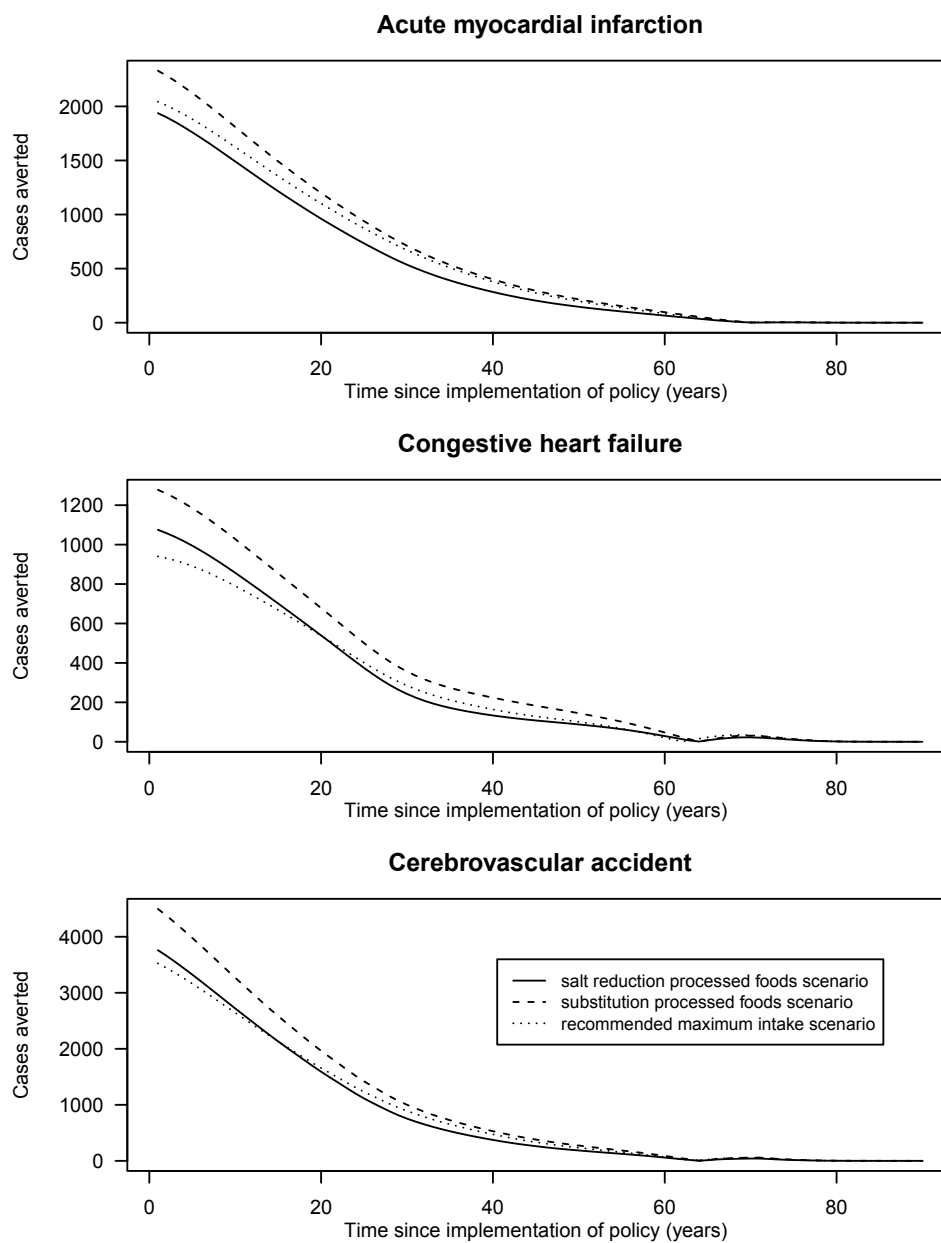 Acute myocardial infarction
Cases averted
2000
1500
1000
500
0
0 20 40 60 80
Time since implementation of policy (years)
Congestive heart failure
Cases averted
1200
1000
800
600
400
200
0
0 20 40 60 80
Time since implementation of policy (years)
Cerebrovascular accident
Cases averted
4000
3000
2000
1000
0
salt reduction processed foods scenario
substitution processed foods scenario
recommended maximum intake scenario
0 20 40 60 80
Time since implementation of policy (years)